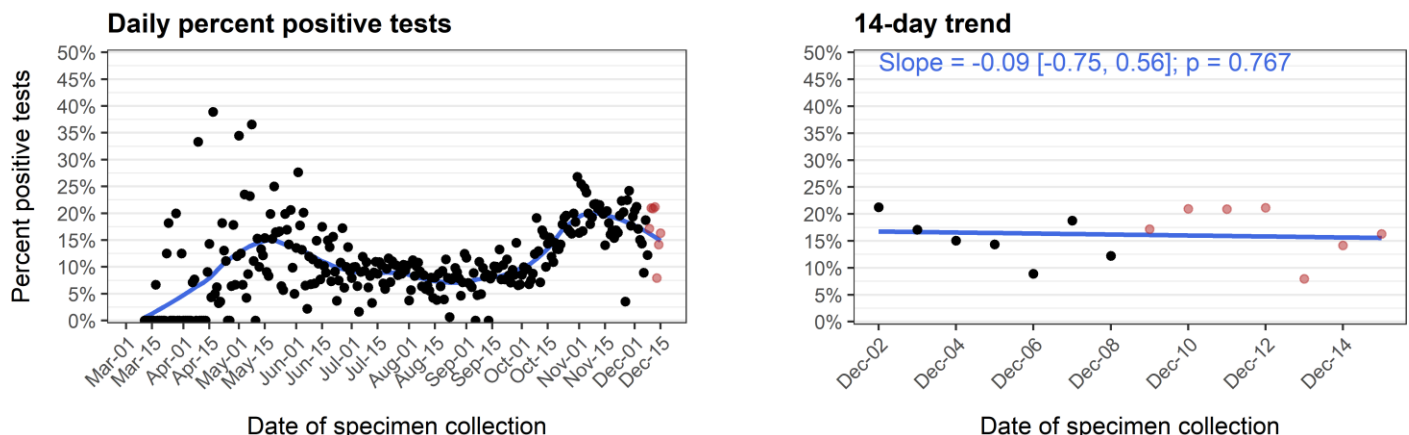 Daily percent positive tests
Percent positive tests
50%
45%
40%
35%
30%
25%
20%
15%
10%
5%
0%
Mar-01
Mar-15
Apr-01
Apr-15
May-01
May-15
Jun-01
Jun-15
Jul-01
Jul-15
Aug-01
Aug-15
Sep-01
Sep-15
Oct-01
Oct-15
Nov-01
Nov-15
Dec-01
Dec-15
Date of specimen collection
14-day trend
Slope = -0.09 [-0.75, 0.56]; p = 0.767
50%
45%
40%
35%
30%
25%
20%
15%
10%
5%
0%
Dec-02
Dec-04
Dec-06
Dec-08
Dec-10
Dec-12
Dec-14
Date of specimen collection